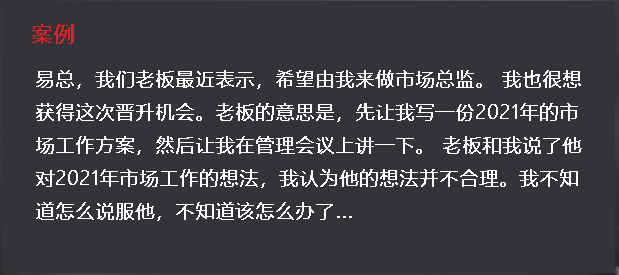 案例
易总，我们老板最近表示，希望由我来做市场总监。 我也很想
获得这次晋升机会。老板的意思是，先让我写一份2021年的市
场工作方案，然后让我在管理会议上讲一下。 老板和我说了他
对2021年市场工作的想法，我认为他的想法并不合理。我不知
道怎么说服他，不知道该怎么办了...